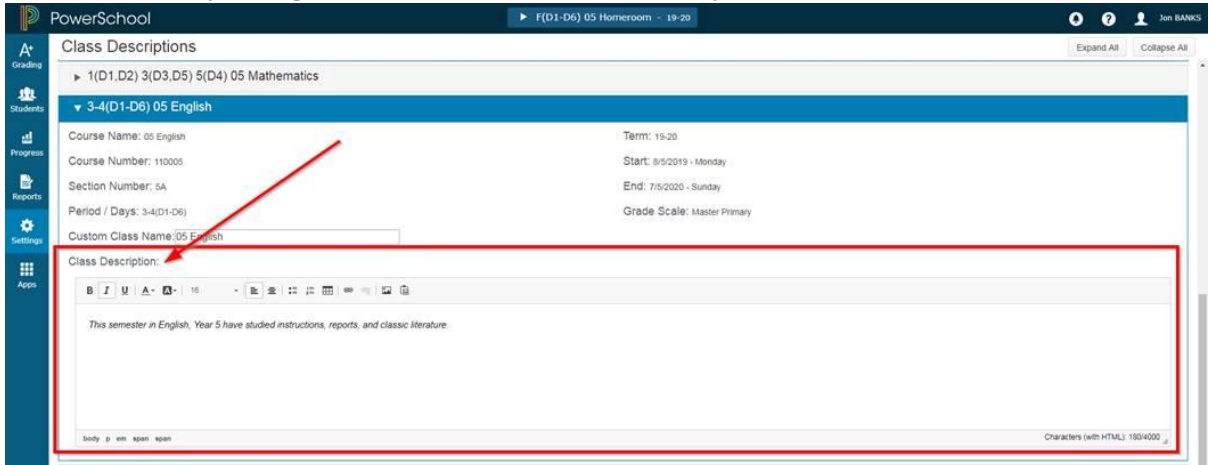 PowerSchool
F(D1-D6) 05 Homeroom - 19-20
Jon BANKS
Class Descriptions
Expand All
Collapse All
A+
Grading
Students
Progress
Reports
Settings
Apps
1(D1,D2) 3(D3,D5) 5(D4) 05 Mathematics
3-4(D1-D6) 05 English
Course Name: 05 English
Term: 19-20
Course Number: 110005
Start: 8/5/2019 - Monday
Section Number: 5A
End: 7/5/2020 - Sunday
Period / Days: 3-4(D1-D6)
Grade Scale: Master Primary
Custom Class Name: 05 English
Class Description:
B I U A A 16
This semester in English, Year 5 have studied instructions, reports, and classic literature.
body p em span span
Characters (with HTML): 180/4000